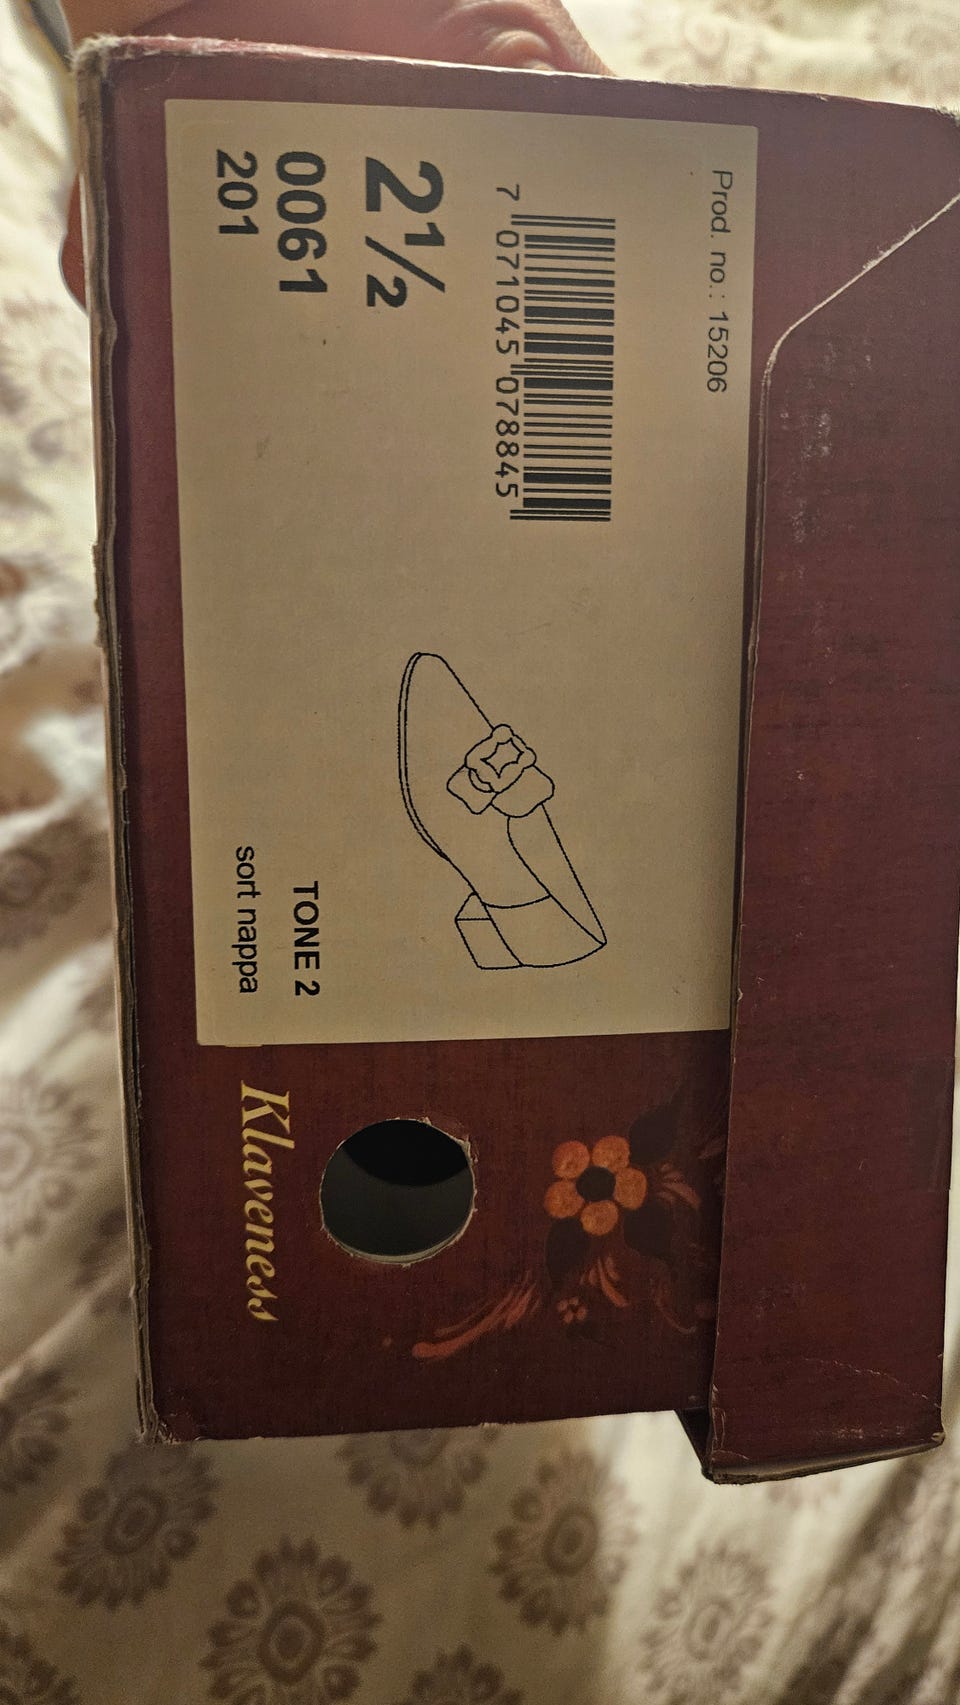 Prod. no.: 15206
7 071045 078845
2½
0061
201
TONE 2
sort nappa
Klaveness